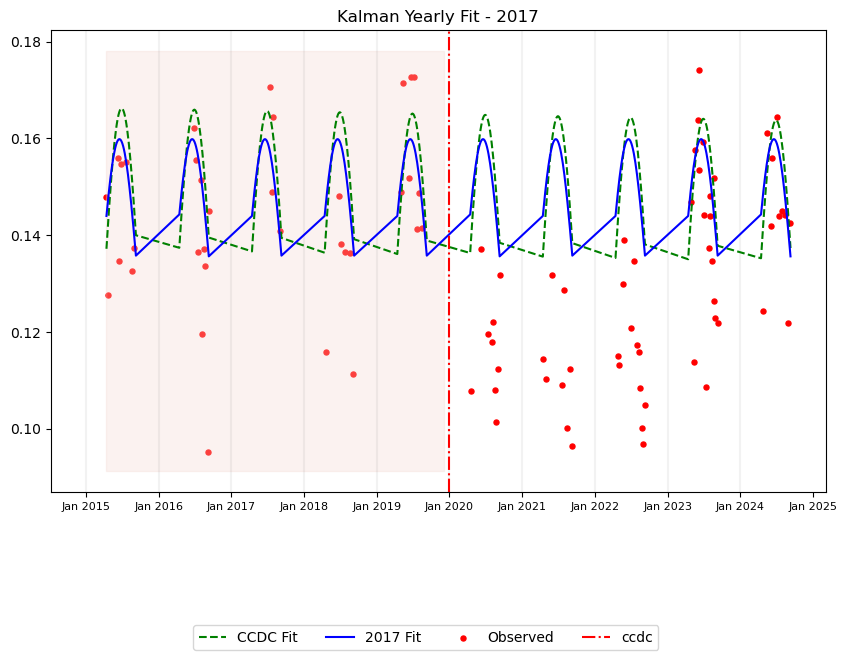 Kalman Yearly Fit - 2017
0.18
0.16
0.14
0.12
0.10
Jan 2015 Jan 2016 Jan 2017 Jan 2018 Jan 2019 Jan 2020 Jan 2021 Jan 2022 Jan 2023 Jan 2024 Jan 2025
CCDC Fit 2017 Fit Observed ccdc